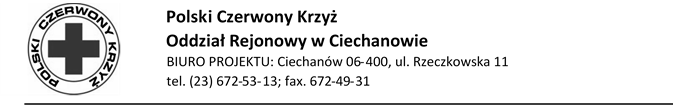 POLSKI CZERWONY KRZYŻ
Polski Czerwony Krzyż
Oddział Rejonowy w Ciechanowie
BIURO PROJEKTU: Ciechanów 06-400, ul. Rzeczkowska 11
tel. (23) 672-53-13; fax. 672-49-31